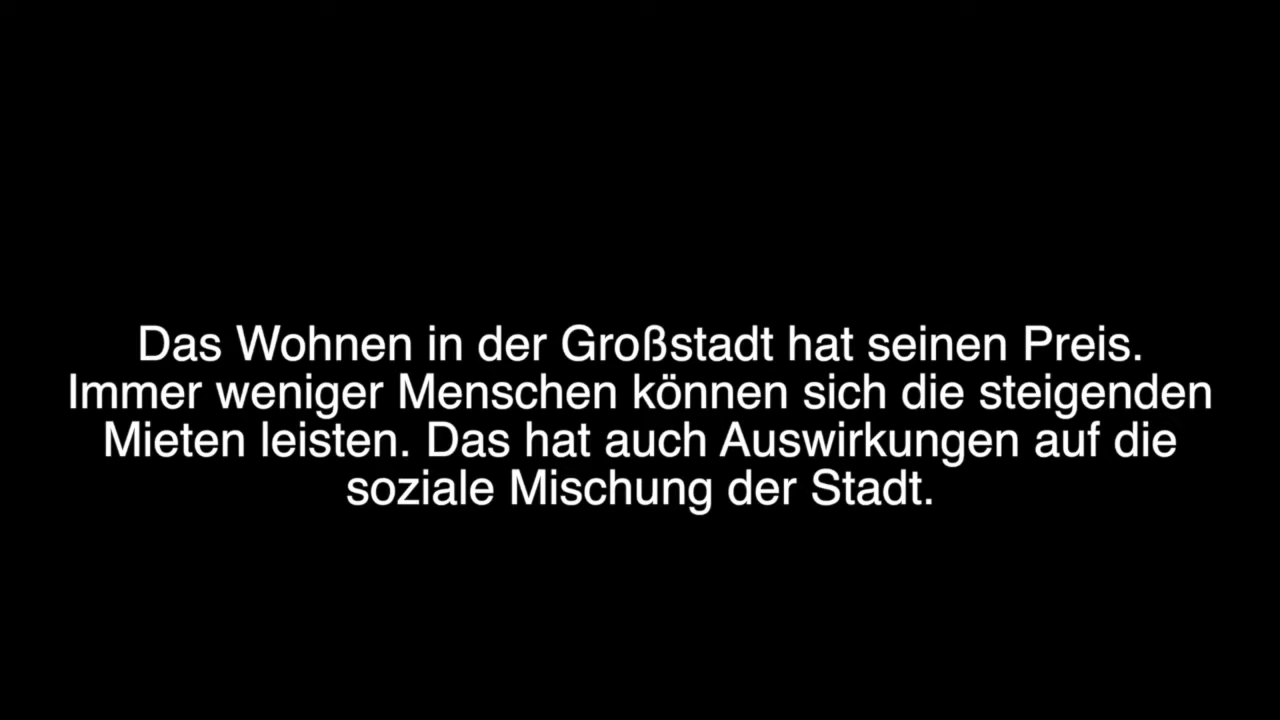 Das Wohnen in der Großstadt hat seinen Preis.
Immer weniger Menschen können sich die steigenden
Mieten leisten. Das hat auch Auswirkungen auf die
soziale Mischung der Stadt.